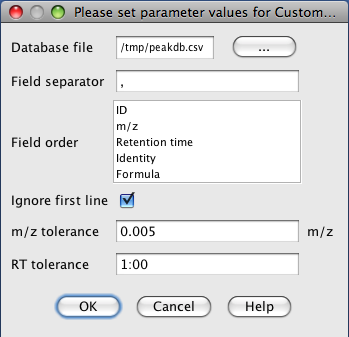 Please set parameter values for Custom...
Database file /tmp/peakdb.csv ...
Field separator ,
ID
m/z
Field order Retention time
Identity
Formula
Ignore first line
m/z tolerance 0.005 m/z
RT tolerance 1:00
OK Cancel Help